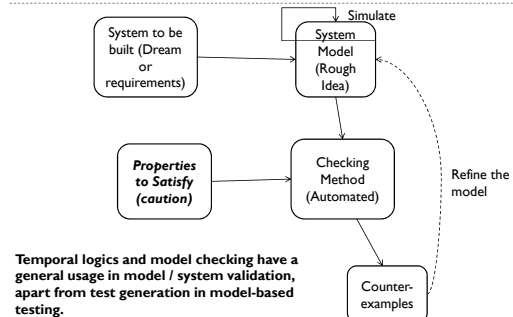 Simulate
System to be
built (Dream
or
requirements)
System
Model
(Rough
Idea)
Properties
to Satisfy
(caution)
Checking
Method
(Automated)
Refine the
model
Temporal logics and model checking have a
general usage in model / system validation,
apart from test generation in model-based
testing.
Counter-
examples